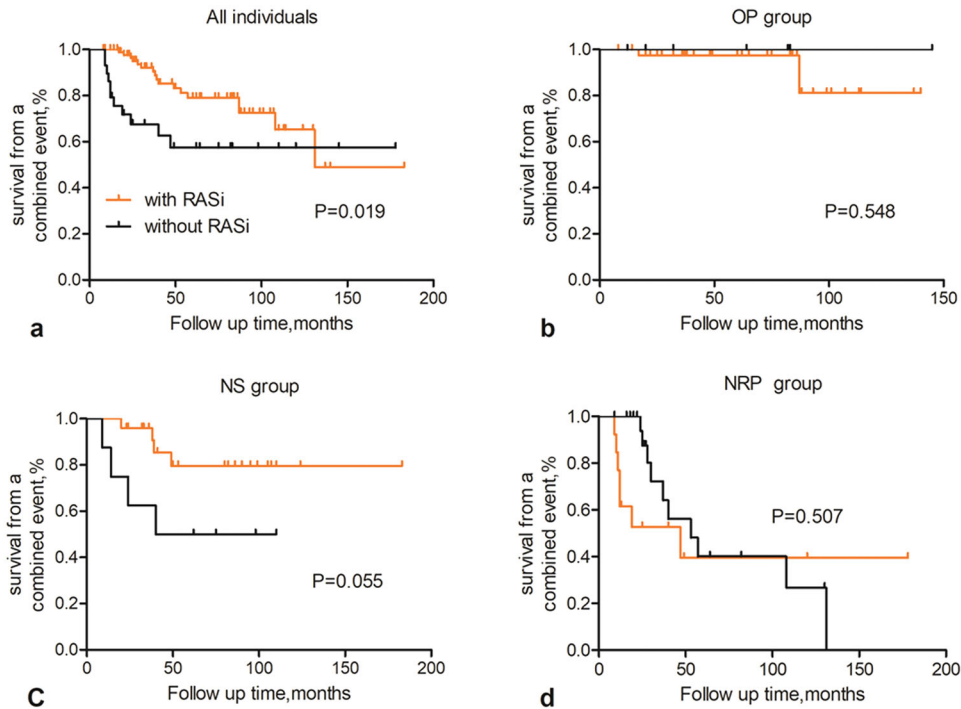 All individuals
survival from a
combined event,%
1.0
0.8
0.6
0.4
0.2
0.0
with RASi
without RASi
P=0.019
0
50
100
150
200
Follow up time,months
a
OP group
survival from a
combined event,%
1.0
0.8
0.6
0.4
0.2
0.0
P=0.548
0
50
100
150
Follow up time,months
b
NS group
survival from a
combined event,%
1.0
0.8
0.6
0.4
0.2
0.0
P=0.055
0
50
100
150
200
Follow up time,months
C
NRP group
survival from a
combined event,%
1.0
0.8
0.6
0.4
0.2
0.0
P=0.507
0
50
100
150
200
Follow up time,months
d